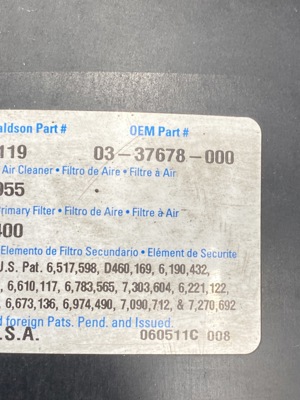 aldson Part # OEM Part #
119 03-37678-000
Air Cleaner • Filtro de Aire • Filtre à Air
955
Primary Filter • Filtro de Aire • Filtre à Air
400
Elemento de Filtro Secundario • Elément de Securite
U.S. Pat. 6,517,598, D460,169, 6,190,432,
, 6,610,117, 6,783,565, 7,303,604, 6,221,122,
, 6,673,136, 6,974,490, 7,090,712, & 7,270,692
d foreign Pats. Pend. and Issued.
.S.A. 060511C 008